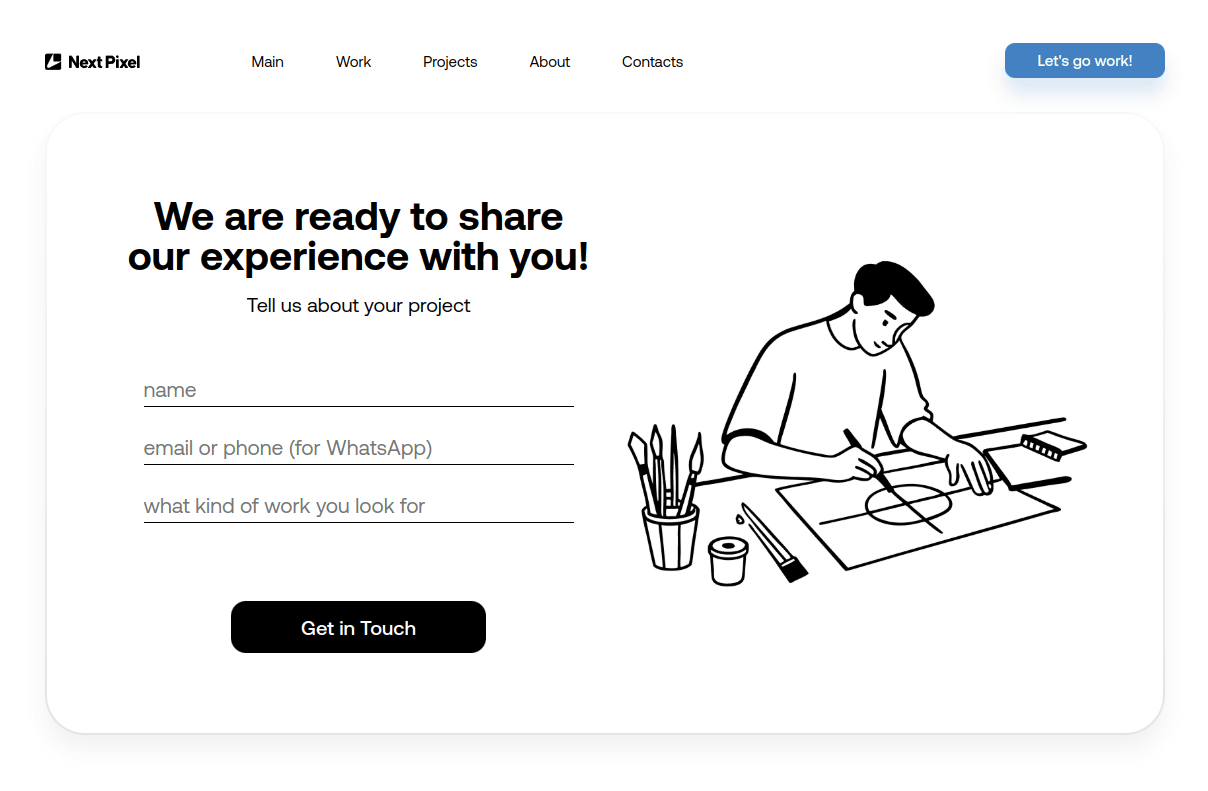 Next Pixel
Main
Work
Projects
About
Contacts
Let's go work!
We are ready to share
our experience with you!
Tell us about your project
name
email or phone (for WhatsApp)
what kind of work you look for
Get in Touch